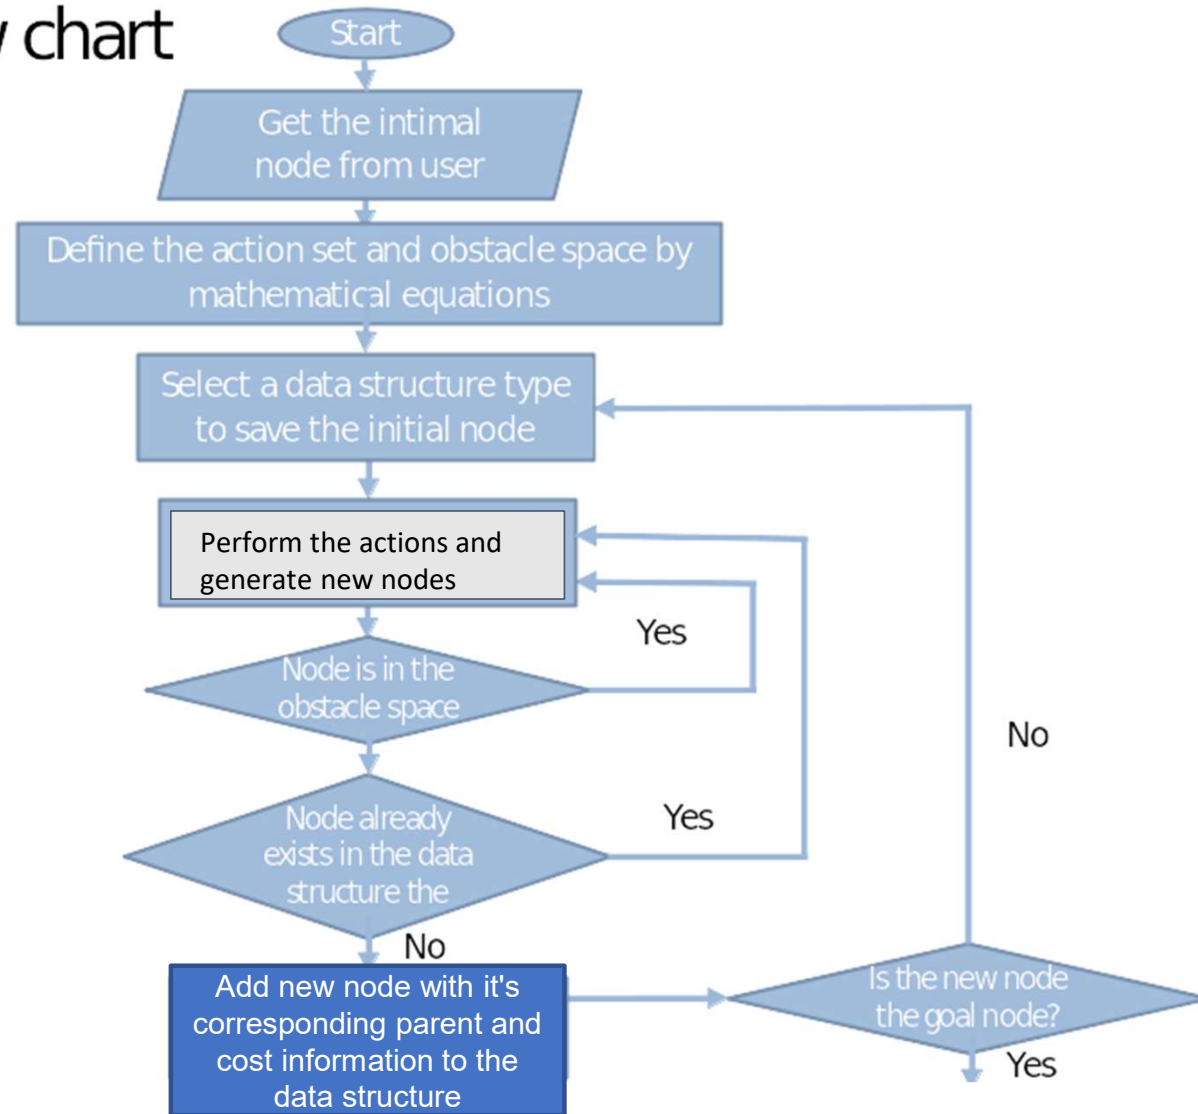 chart
Start
Get the intimal
node from user
Define the action set and obstacle space by
mathematical equations
Select a data structure type
to save the initial node
Perform the actions and
generate new nodes
Yes
Node is in the
obstacle space
No
Yes
Node already
exists in the data
structure the
No
Add new node with it's
corresponding parent and
cost information to the
data structure
Is the new node
the goal node?
Yes